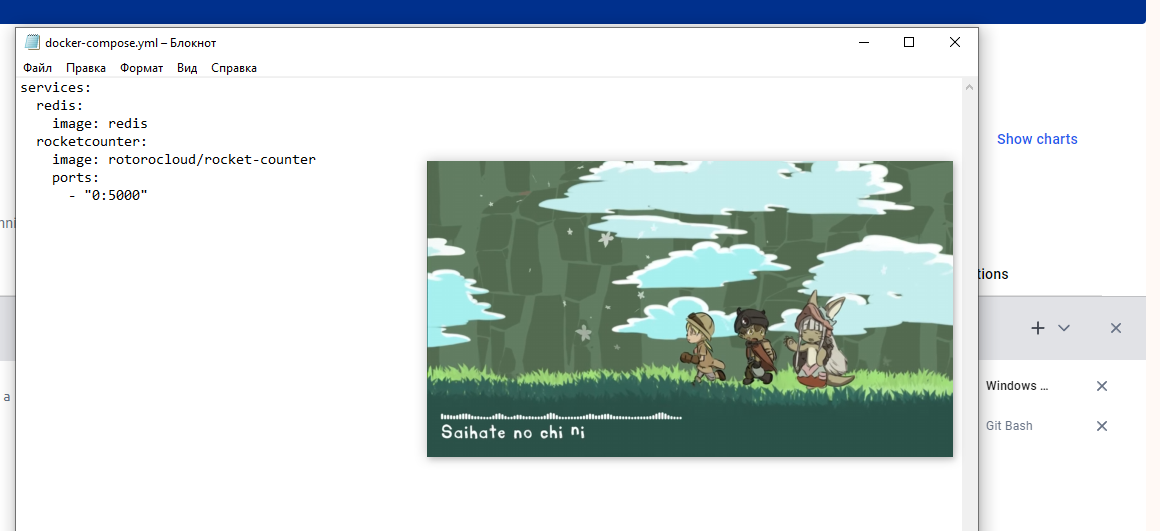 docker-compose.yml – Блокнот
Файл Правка Формат Вид Справка
services:
  redis:
    image: redis
  rocketcounter:
    image: rotorocloud/rocket-counter
    ports:
      - "0:5000"
Show charts
Saihate no chi ni
Windows ...
Git Bash
a